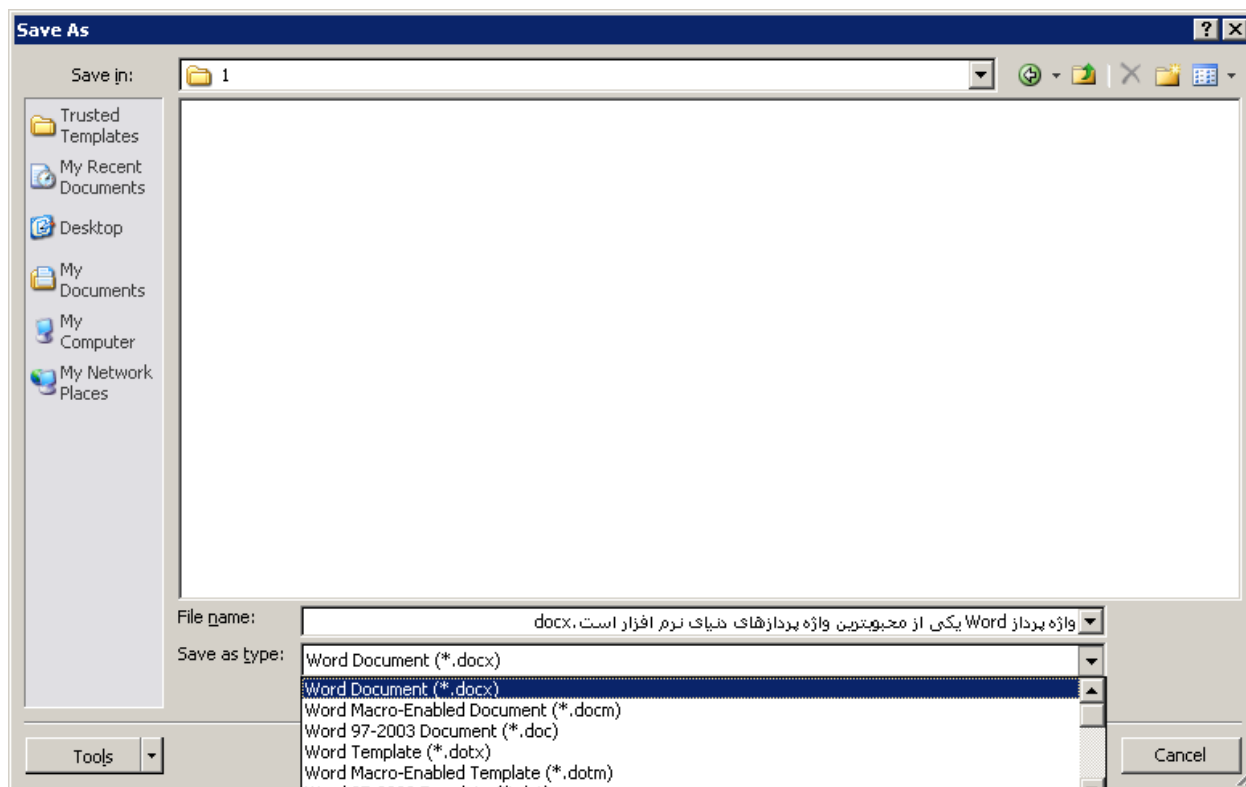 Save As
Save in:
1
Trusted
Templates
My Recent
Documents
Desktop
My
Documents
My
Computer
My Network
Places
File name:
واژه پرداز Word یکی از محبوبترین واژه پردازهای دنیای نرم افزار است.docx
Save as type:
Word Document (*.docx)
Word Document (*.docx)
Word Macro-Enabled Document (*.docm)
Word 97-2003 Document (*.doc)
Word Template (*.dotx)
Word Macro-Enabled Template (*.dotm)
Tools
Cancel